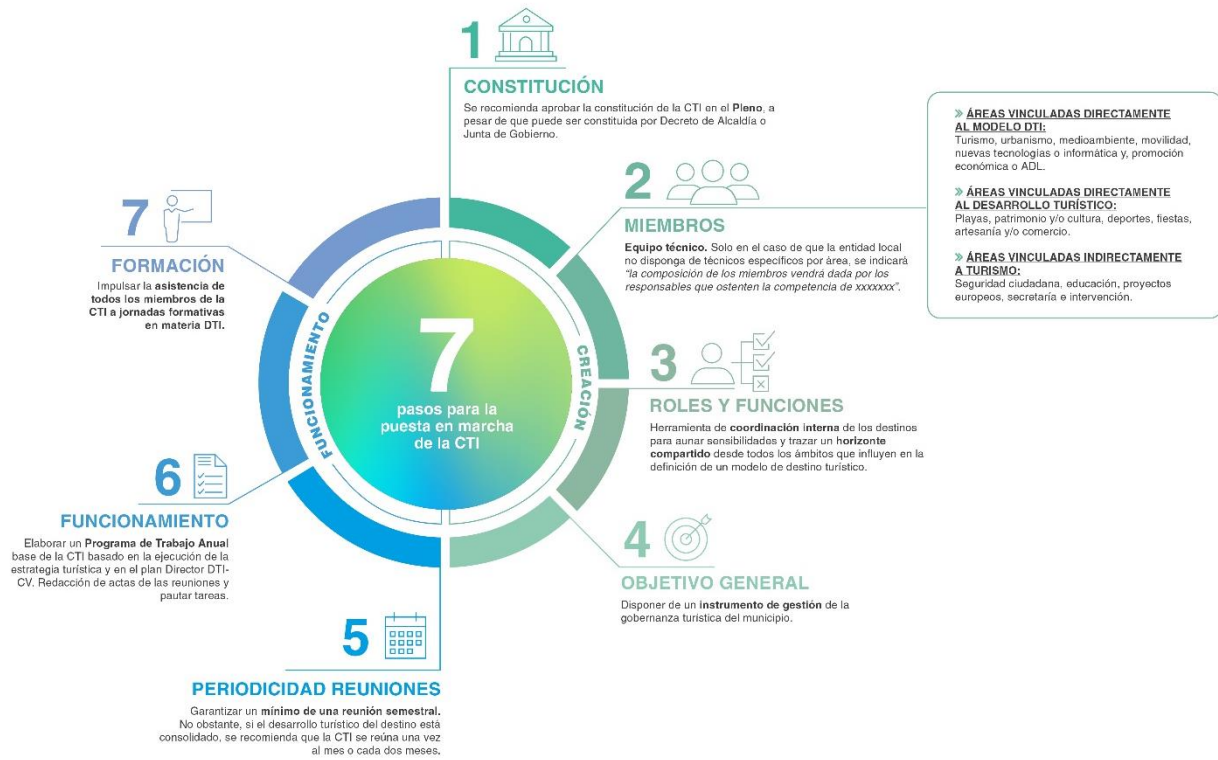 1
CONSTITUCIÓN
Se recomienda aprobar la constitución de la CTI en el Pleno, a
pesar de que puede ser constituida por Decreto de Alcaldía o
Junta de Gobierno.
2
MIEMBROS
Equipo técnico. Solo en el caso de que la entidad local
no disponga de técnicos específicos por área, se indicará
"la composición de los miembros vendrá dada por los
responsables que ostenten la competencia de xxxxxxx".
» ÁREAS VINCULADAS DIRECTAMENTE
AL MODELO DTI:
Turismo, urbanismo, medioambiente, movilidad,
nuevas tecnologías o informática y, promoción
económica o ADL.
» ÁREAS VINCULADAS DIRECTAMENTE
AL DESARROLLO TURÍSTICO:
Playas, patrimonio y/o cultura, deportes, fiestas,
artesanía y/o comercio.
» ÁREAS VINCULADAS INDIRECTAMENTE
A TURISMO:
Seguridad ciudadana, educación, proyectos
europeos, secretaría e intervención.
3
ROLES Y FUNCIONES
Herramienta de coordinación interna de los destinos
para aunar sensibilidades y trazar un horizonte
compartido desde todos los ámbitos que influyen en la
definición de un modelo de destino turístico.
4
OBJETIVO GENERAL
Disponer de un instrumento de gestión de la
gobernanza turística del municipio.
5
PERIODICIDAD REUNIONES
Garantizar un mínimo de una reunión semestral.
No obstante, si el desarrollo turístico del destino está
consolidado, se recomienda que la CTI se reúna una vez
al mes o cada dos meses.
6
FUNCIONAMIENTO
Elaborar un Programa de Trabajo Anual
base de la CTI basado en la ejecución de la
estrategia turística y en el plan Director DTI-
CV. Redacción de actas de las reuniones y
pautar tareas.
7
FORMACIÓN
Impulsar la asistencia de
todos los miembros de la
CTI a jornadas formativas
en materia DTI.
FUNCIONAMIENTO
CREACIÓN
7
pasos para la
puesta en marcha
de la CTI